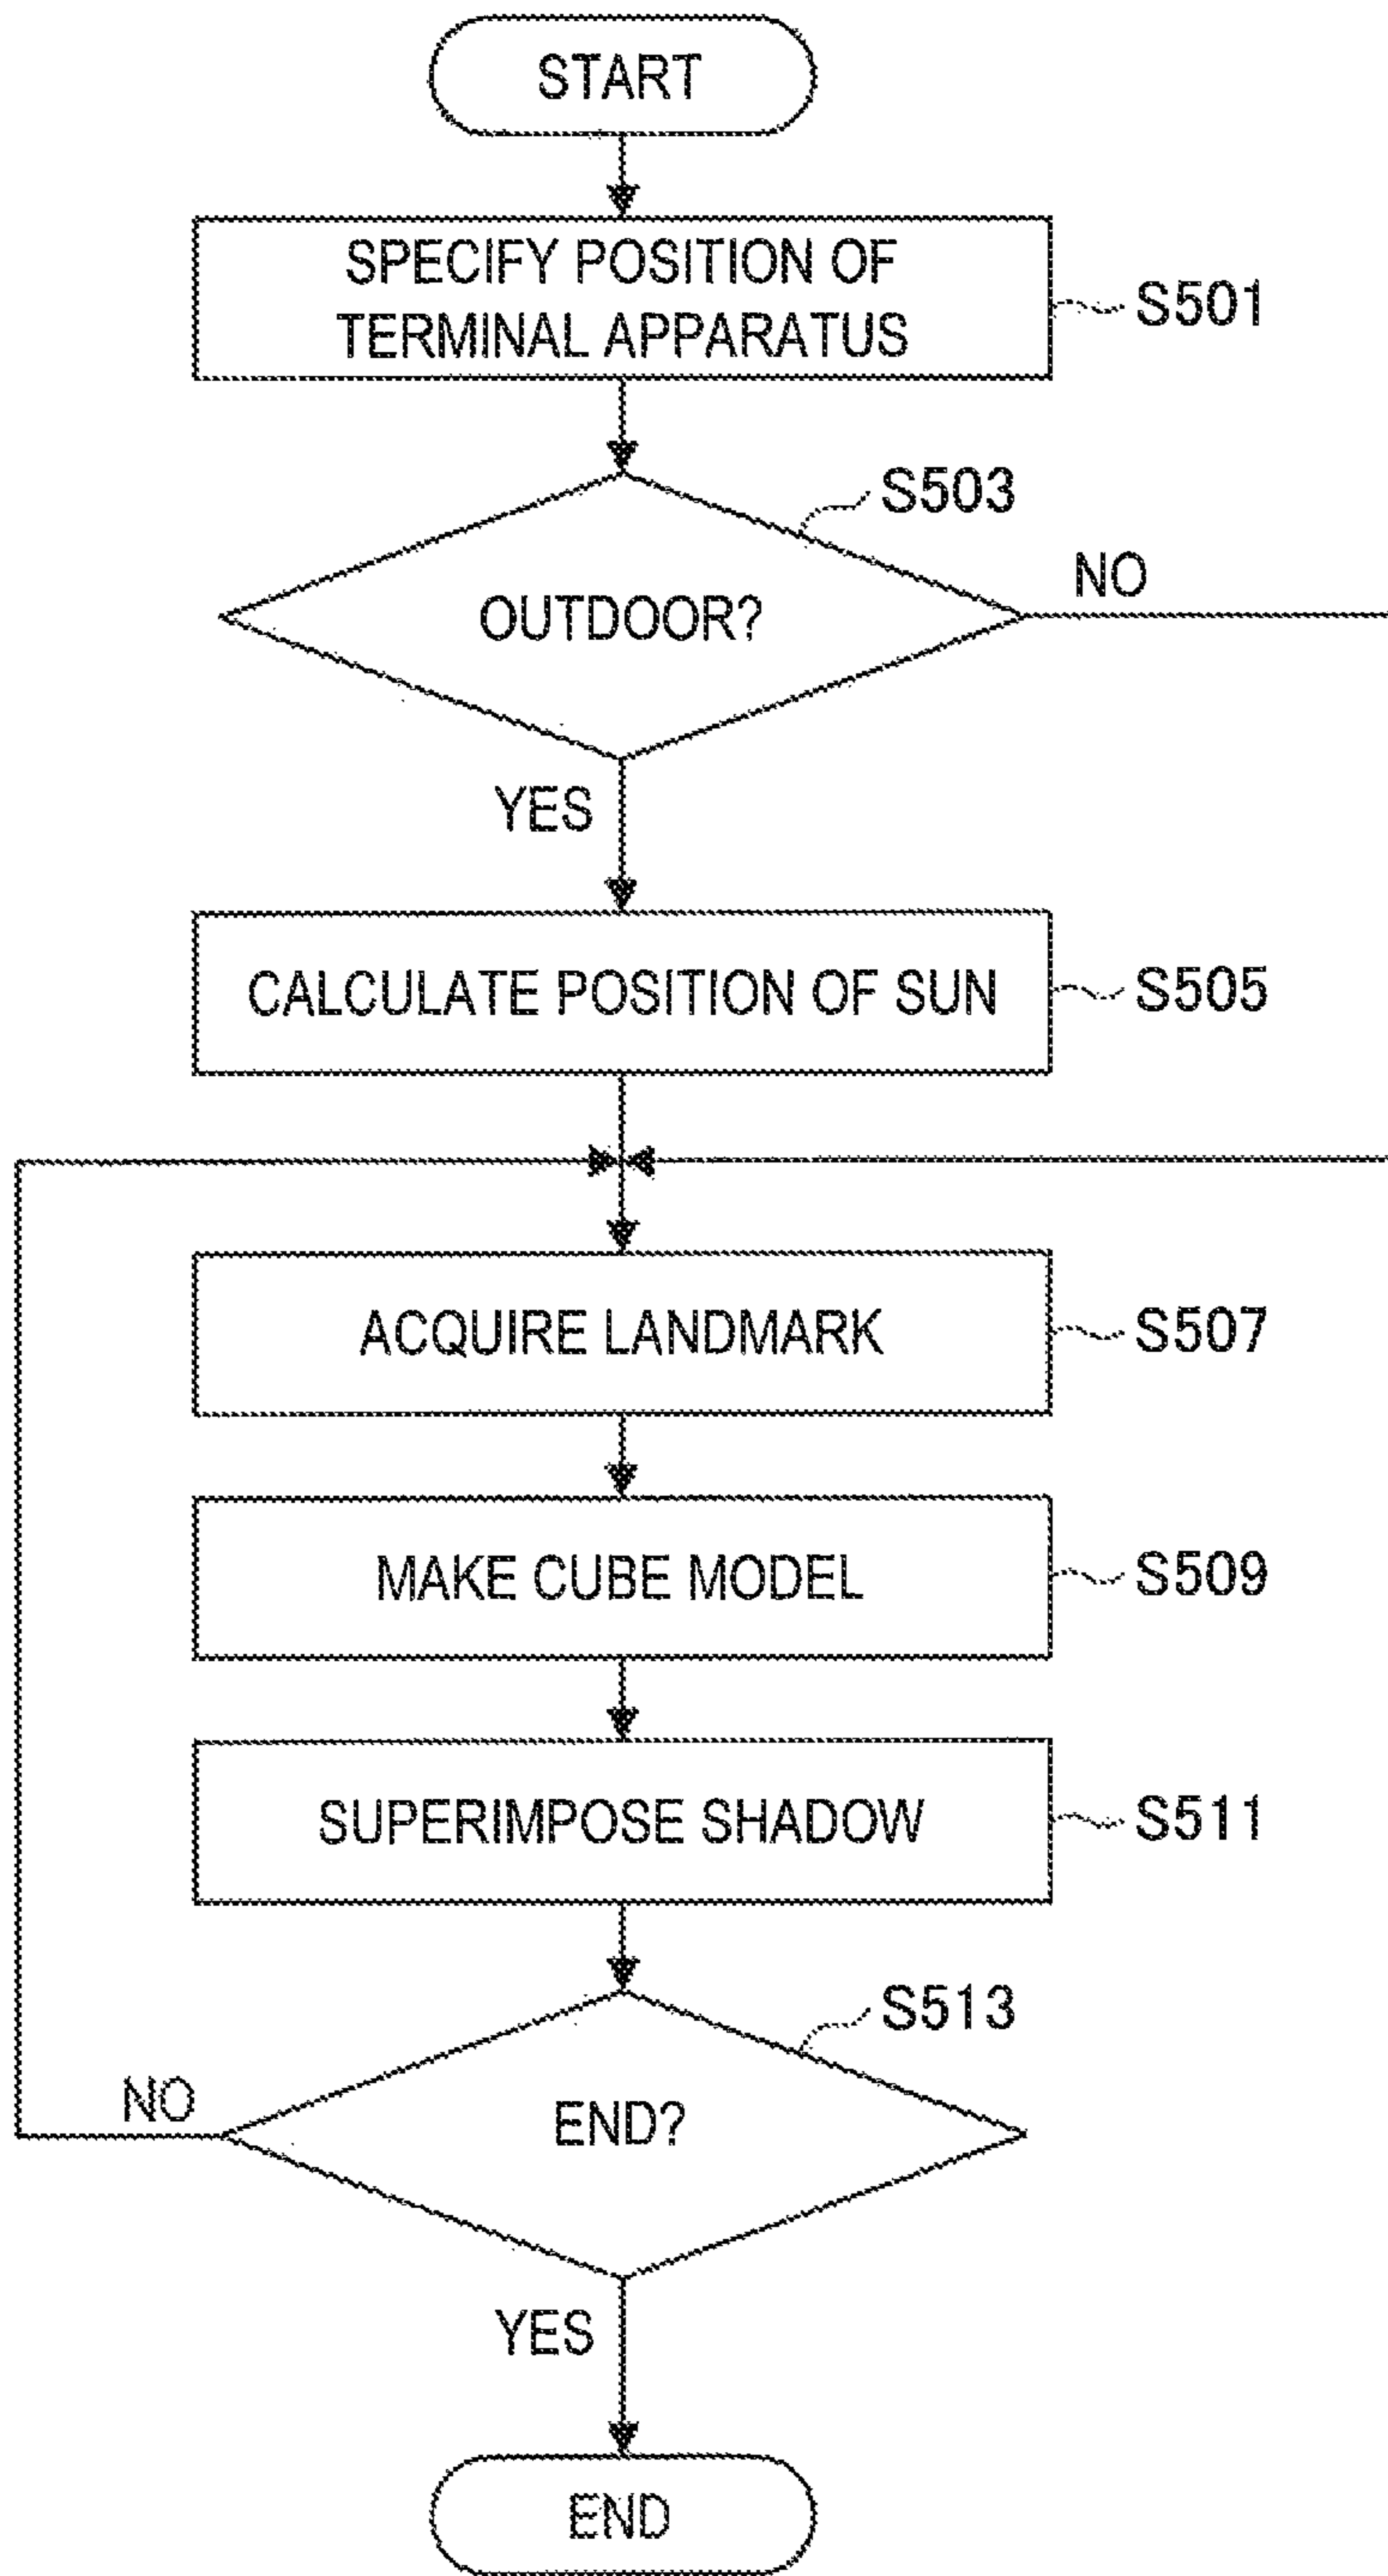 START
SPECIFY POSITION OF
TERMINAL APPARATUS
S501
S503
OUTDOOR?
NO
YES
CALCULATE POSITION OF SUN
S505
ACQUIRE LANDMARK
S507
MAKE CUBE MODEL
S509
SUPERIMPOSE SHADOW
S511
S513
NO
END?
YES
END